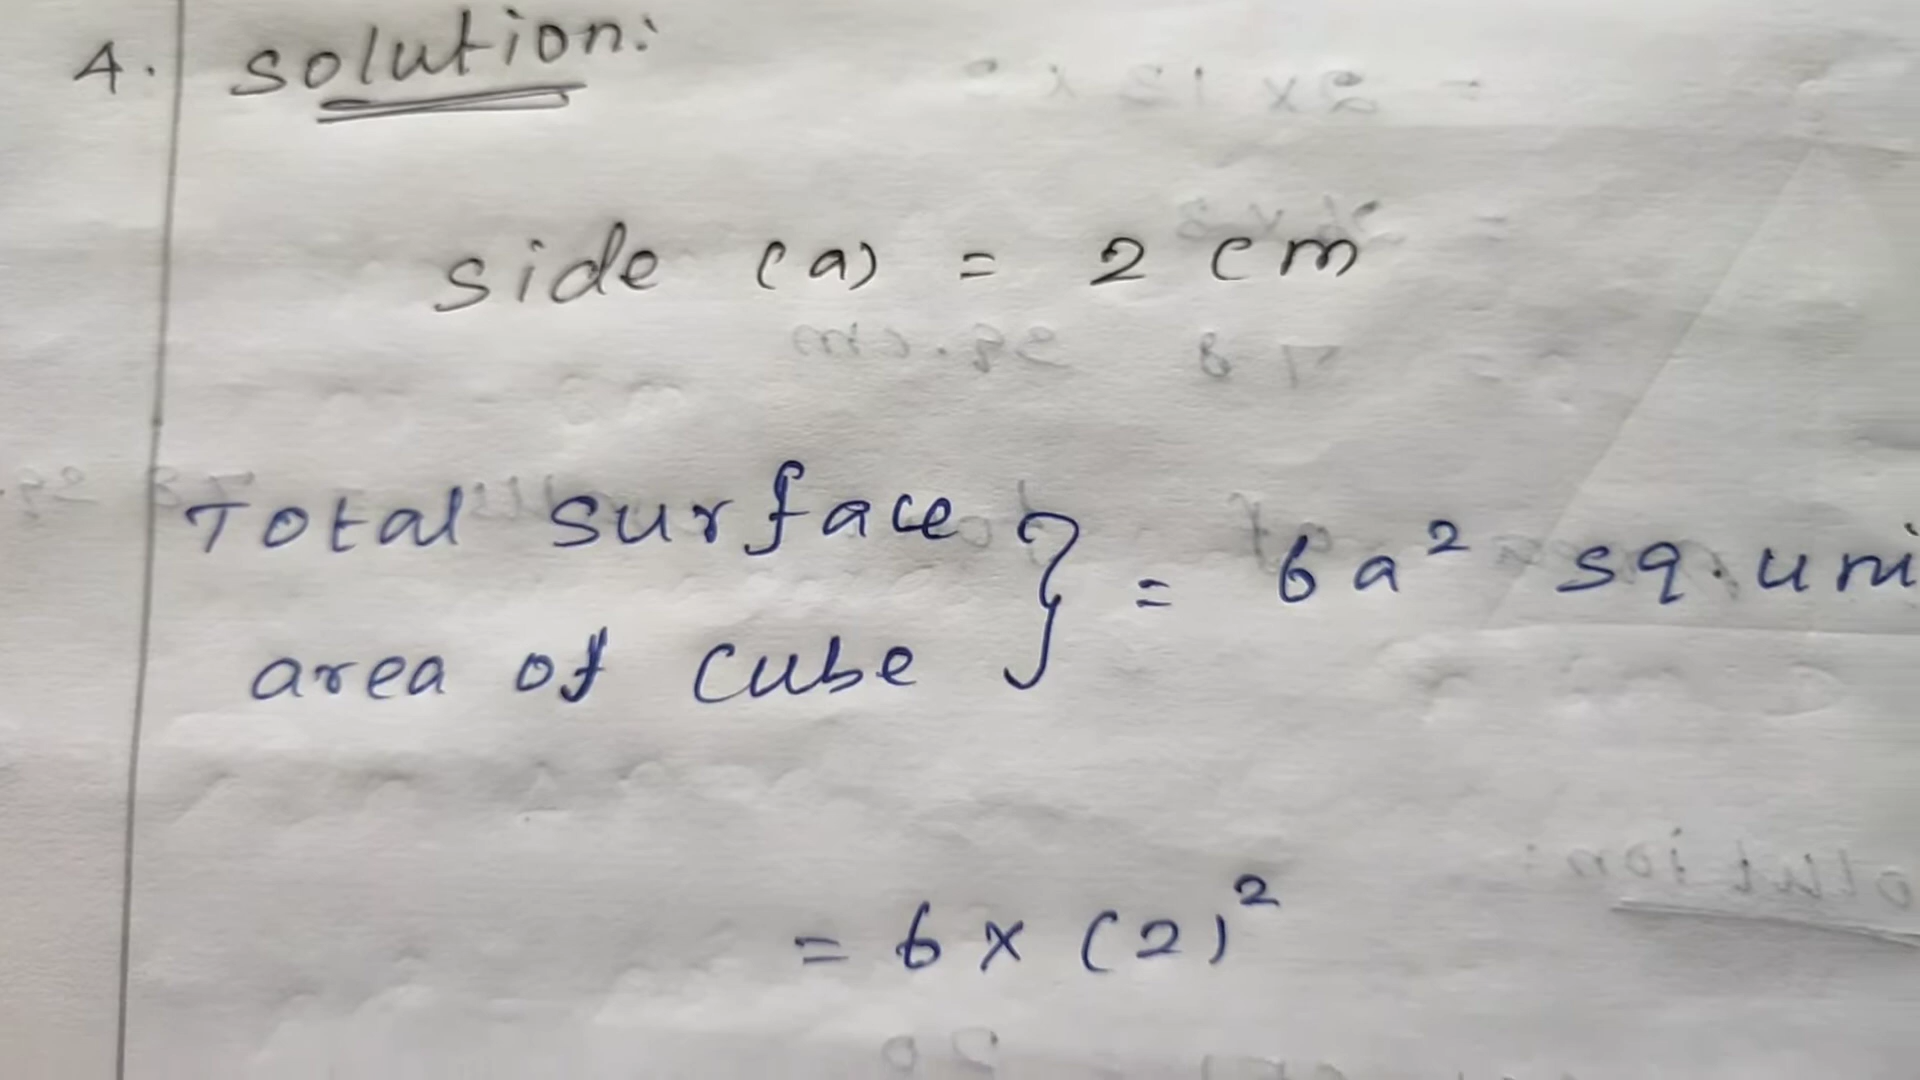 4. Solution:
Side (a) = 2 cm
Total Surface
area of cube } = 6a² sq. uni
= 6 × (2)²